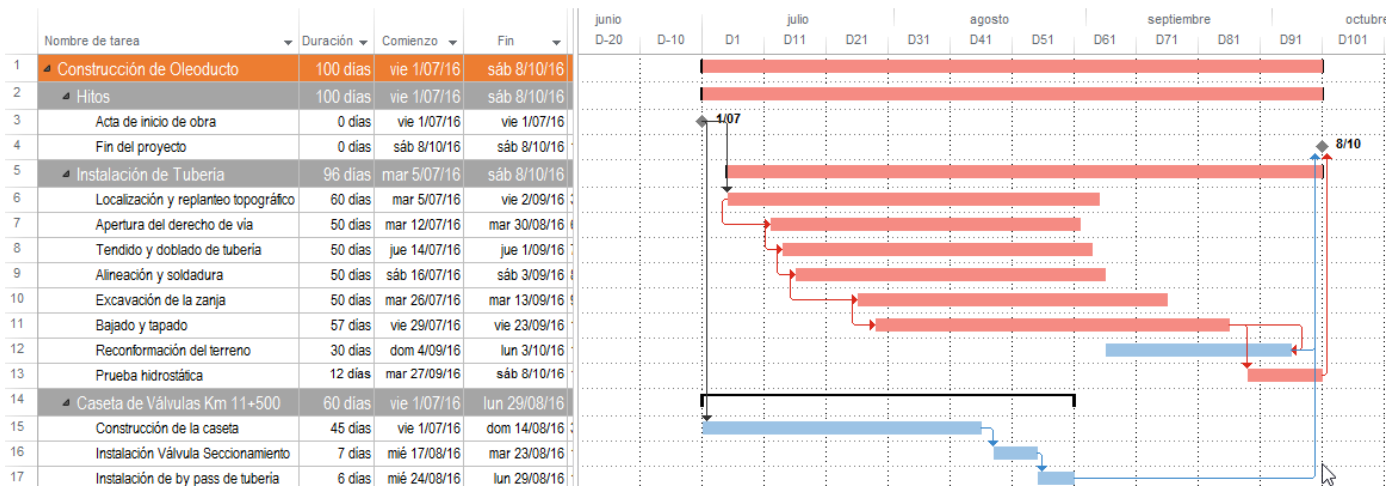 junio julio agosto septiembre octubre
Nombre de tarea Duración Comienzo Fin D-20 D-10 D1 D11 D21 D31 D41 D51 D61 D71 D81 D91 D101
1 Construcción de Oleoducto 100 días vie 1/07/16 sáb 8/10/16
2 Hitos 100 días vie 1/07/16 sáb 8/10/16
3 Acta de inicio de obra 0 días vie 1/07/16 vie 1/07/16 1/07
4 Fin del proyecto 0 días sáb 8/10/16 sáb 8/10/16 8/10
5 Instalación de Tuberia 96 días mar 5/07/16 sáb 8/10/16
6 Localización y replanteo topográfico 60 días mar 5/07/16 vie 2/09/16
7 Apertura del derecho de vía 50 días mar 12/07/16 mar 30/08/16
8 Tendido y doblado de tubería 50 días jue 14/07/16 jue 1/09/16
9 Alineación y soldadura 50 días sáb 16/07/16 sáb 3/09/16
10 Excavación de la zanja 50 días mar 26/07/16 mar 13/09/16
11 Bajado y tapado 57 días vie 29/07/16 vie 23/09/16
12 Reconformación del terreno 30 días dom 4/09/16 lun 3/10/16
13 Prueba hidrostática 12 días mar 27/09/16 sáb 8/10/16
14 Caseta de Válvulas Km 11+500 60 días vie 1/07/16 lun 29/08/16
15 Construcción de la caseta 45 días vie 1/07/16 dom 14/08/16
16 Instalación Válvula Seccionamiento 7 días mié 17/08/16 mar 23/08/16
17 Instalación de by pass de tuberia 6 días mié 24/08/16 lun 29/08/16